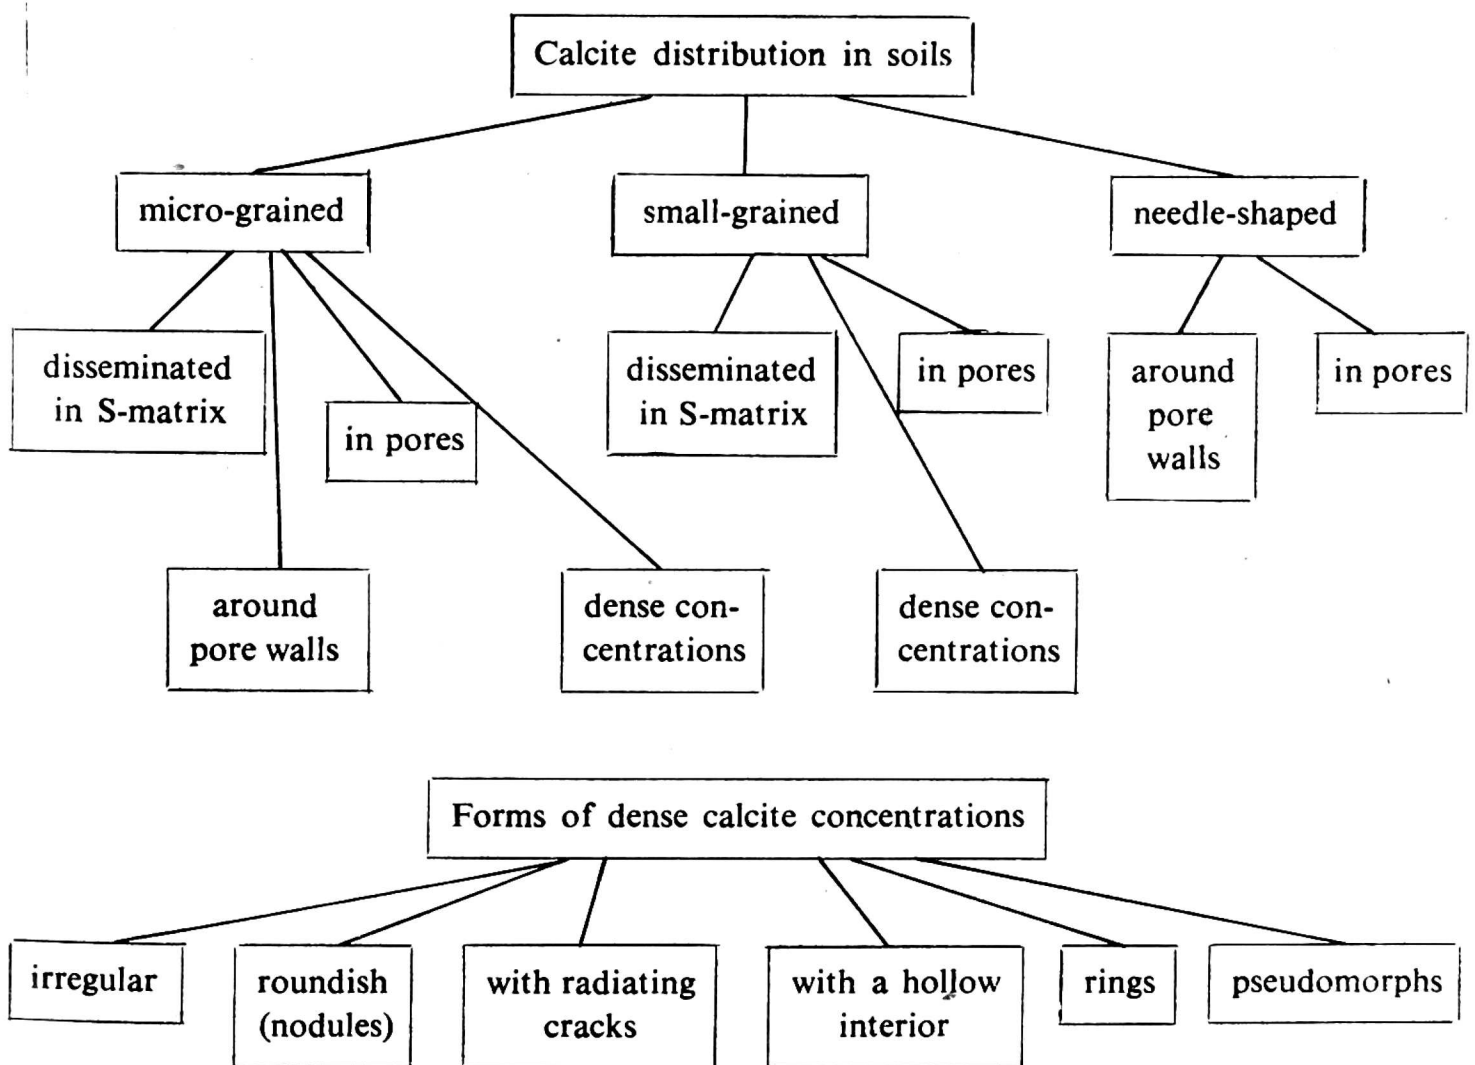 Calcite distribution in soils
micro-grained
small-grained
needle-shaped
disseminated
in S-matrix
in pores
around
pore walls
dense con-
centrations
disseminated
in S-matrix
in pores
dense con-
centrations
around
pore
walls
in pores
Forms of dense calcite concentrations
irregular
roundish
(nodules)
with radiating
cracks
with a hollow
interior
rings
pseudomorphs